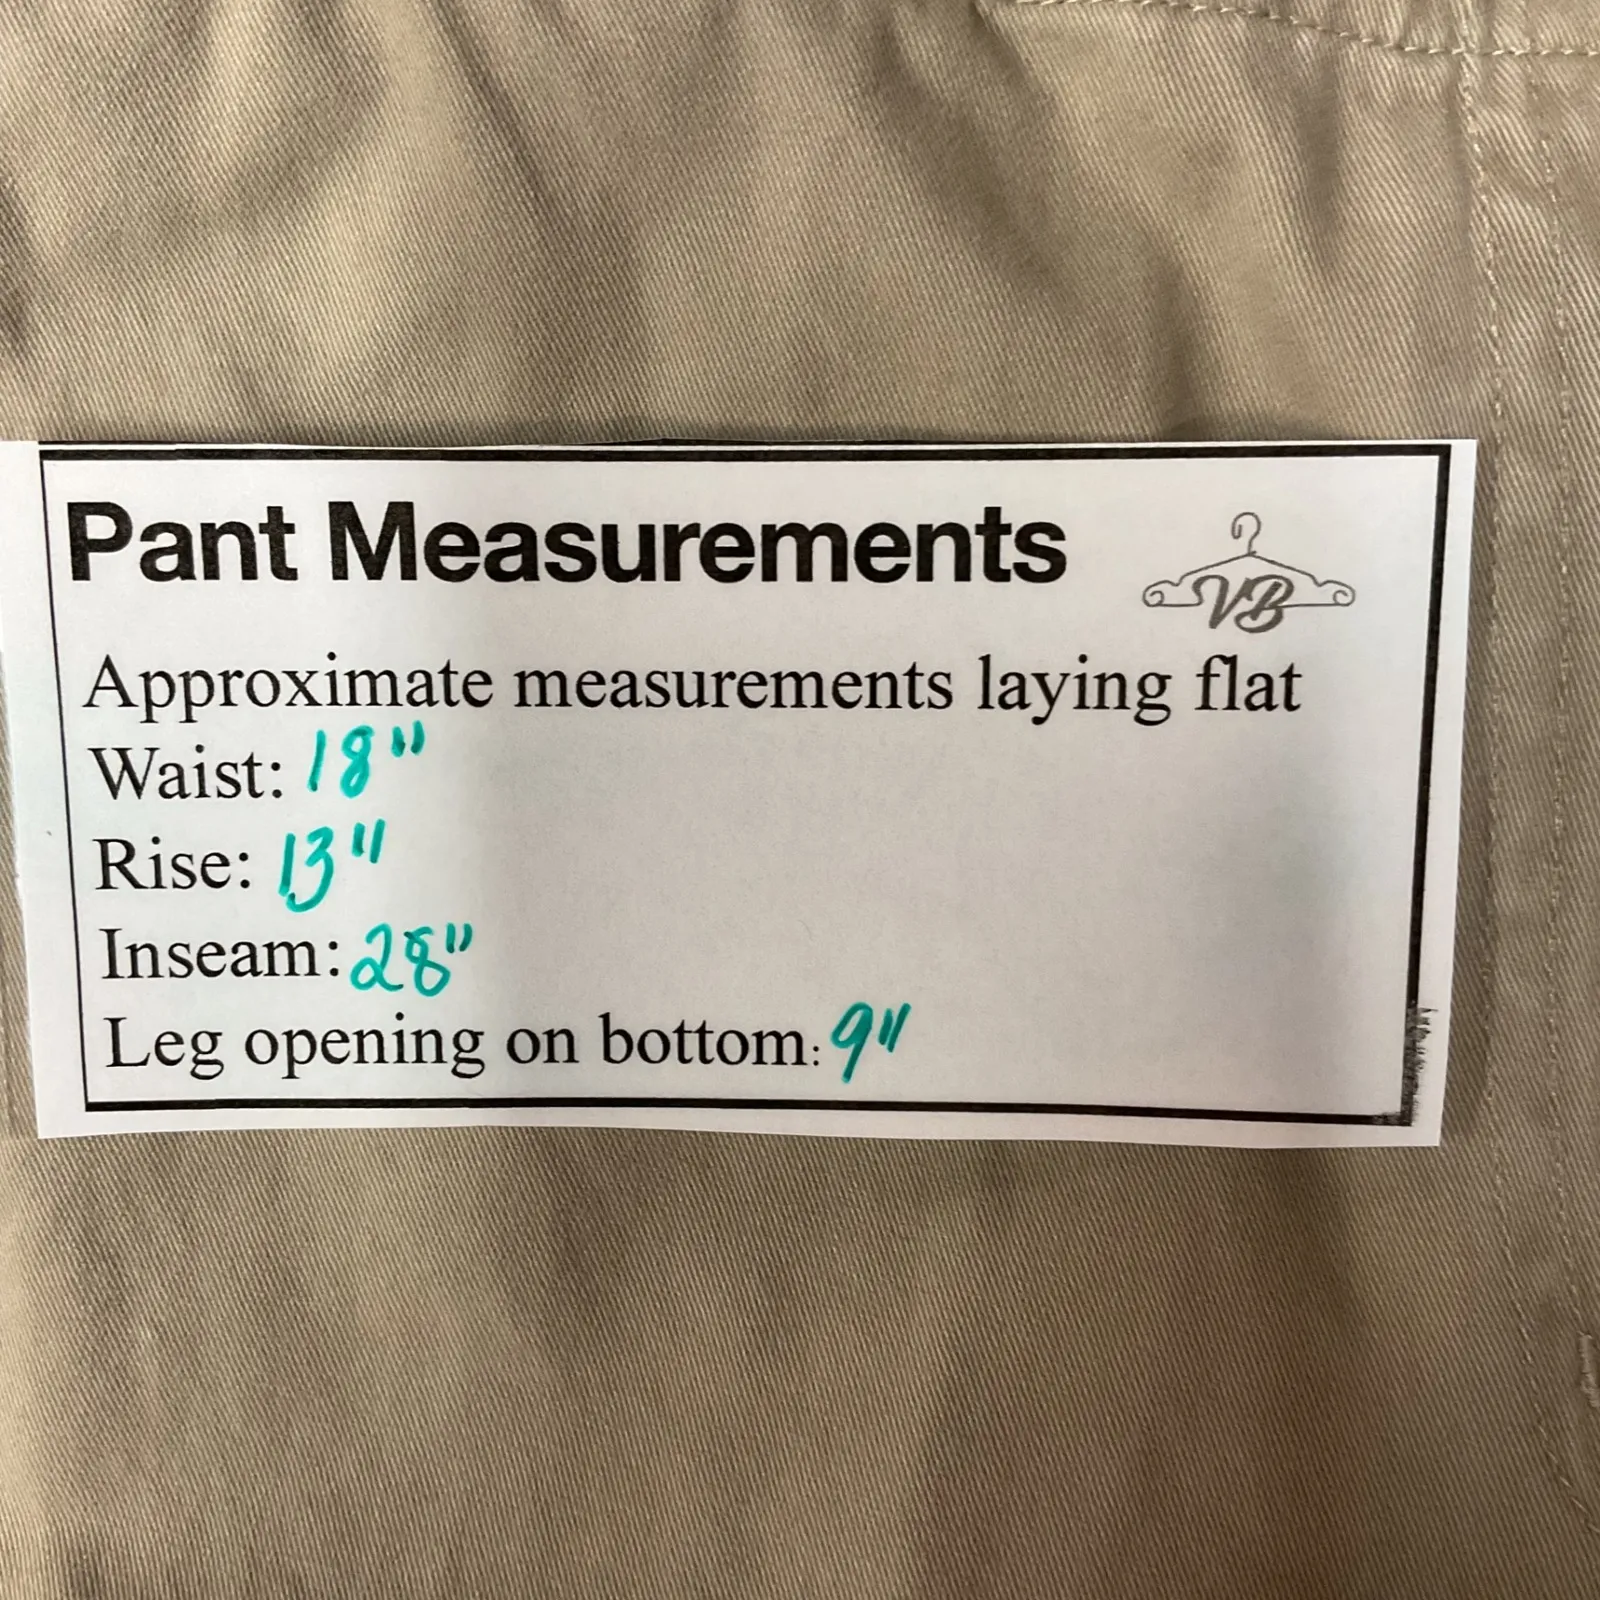 Pant Measurements
VB
Approximate measurements laying flat
Waist: 18"
Rise: 13"
Inseam: 28"
Leg opening on bottom: 9"